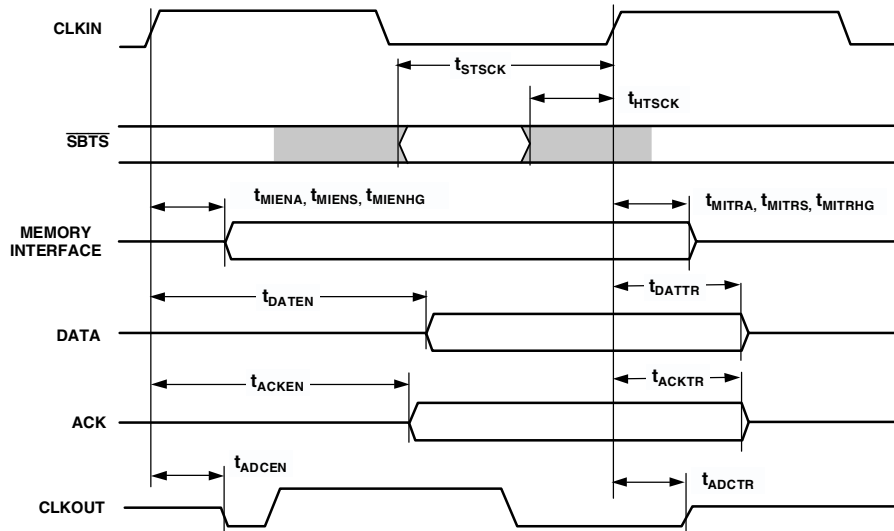 CLKIN
tSTSCK
tHTSCK
SBTS
tMIENA, tMIENS, tMIENHG
tMITRA, tMITRS, tMITRHG
MEMORY
INTERFACE
tDATEN
tDATTR
DATA
tACKEN
tACKTR
ACK
tADCEN
tADCTR
CLKOUT